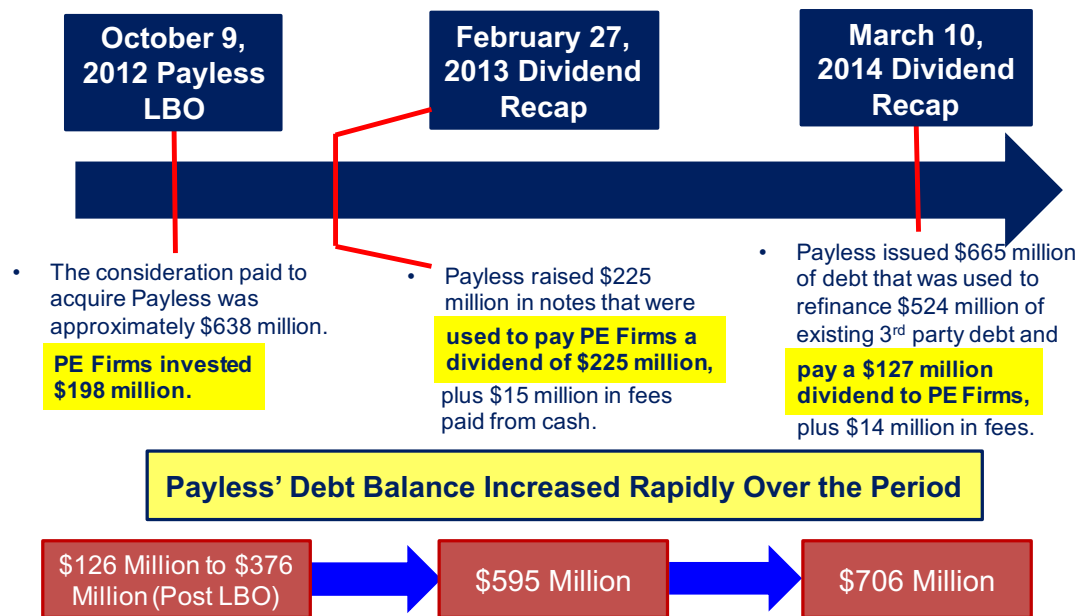 October 9,
2012 Payless
LBO
February 27,
2013 Dividend
Recap
March 10,
2014 Dividend
Recap
• The consideration paid to
acquire Payless was
approximately $638 million.
PE Firms invested
$198 million.
• Payless raised $225
million in notes that were
used to pay PE Firms a
dividend of $225 million,
plus $15 million in fees
paid from cash.
• Payless issued $665 million
of debt that was used to
refinance $524 million of
existing 3rd party debt and
pay a $127 million
dividend to PE Firms,
plus $14 million in fees.
Payless’ Debt Balance Increased Rapidly Over the Period
$126 Million to $376
Million (Post LBO)
$595 Million
$706 Million